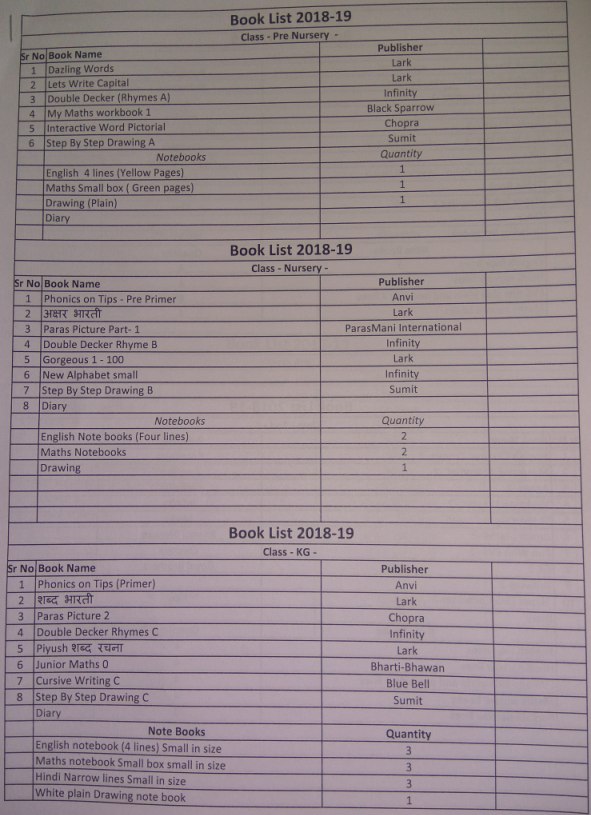 Book List 2018-19
Class - Pre Nursery -
Sr No Book Name Publisher
1 Dazling Words Lark
2 Lets Write Capital Lark
3 Double Decker (Rhymes A) Infinity
4 My Maths workbook 1 Black Sparrow
5 Interactive Word Pictorial Chopra
6 Step By Step Drawing A Sumit
Notebooks Quantity
English 4 lines (Yellow Pages) 1
Maths Small box ( Green pages) 1
Drawing (Plain) 1
Diary
Book List 2018-19
Class - Nursery -
Sr No Book Name Publisher
1 Phonics on Tips - Pre Primer Anvi
2 अक्षर भारती Lark
3 Paras Picture Part- 1 ParasMani International
4 Double Decker Rhyme B Infinity
5 Gorgeous 1 - 100 Lark
6 New Alphabet small Infinity
7 Step By Step Drawing B Sumit
8 Diary
Notebooks Quantity
English Note books (Four lines) 2
Maths Notebooks 2
Drawing 1
Book List 2018-19
Class - KG -
Sr No Book Name Publisher
1 Phonics on Tips (Primer) Anvi
2 शब्द भारती Lark
3 Paras Picture 2 Chopra
4 Double Decker Rhymes C Infinity
5 Piyush शब्द रचना Lark
6 Junior Maths 0 Bharti-Bhawan
7 Cursive Writing C Blue Bell
8 Step By Step Drawing C Sumit
Diary
Note Books Quantity
English notebook (4 lines) Small in size 3
Maths notebook Small box small in size 3
Hindi Narrow lines Small in size 3
White plain Drawing note book 1